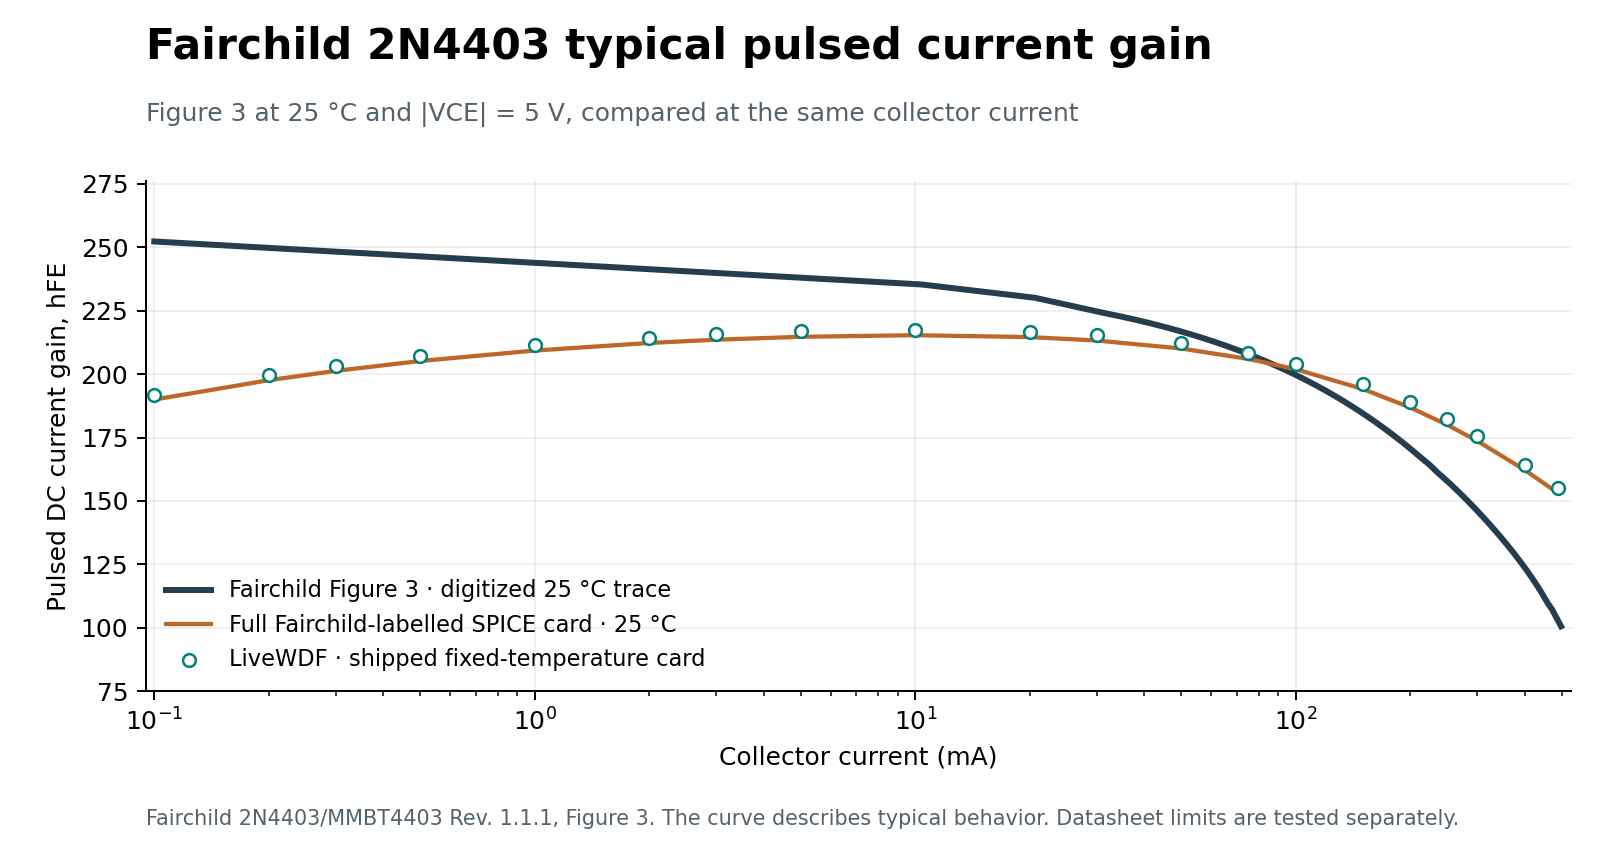 Fairchild 2N4403 typical pulsed current gain
Figure 3 at 25 °C and |VCE| = 5 V, compared at the same collector current
Pulsed DC current gain, hFE
275
250
225
200
175
150
125
100
75
Fairchild Figure 3 · digitized 25 °C trace
Full Fairchild-labelled SPICE card · 25 °C
LiveWDF · shipped fixed-temperature card
10⁻¹ 10⁰ 10¹ 10²
Collector current (mA)
Fairchild 2N4403/MMBT4403 Rev. 1.1.1, Figure 3. The curve describes typical behavior. Datasheet limits are tested separately.